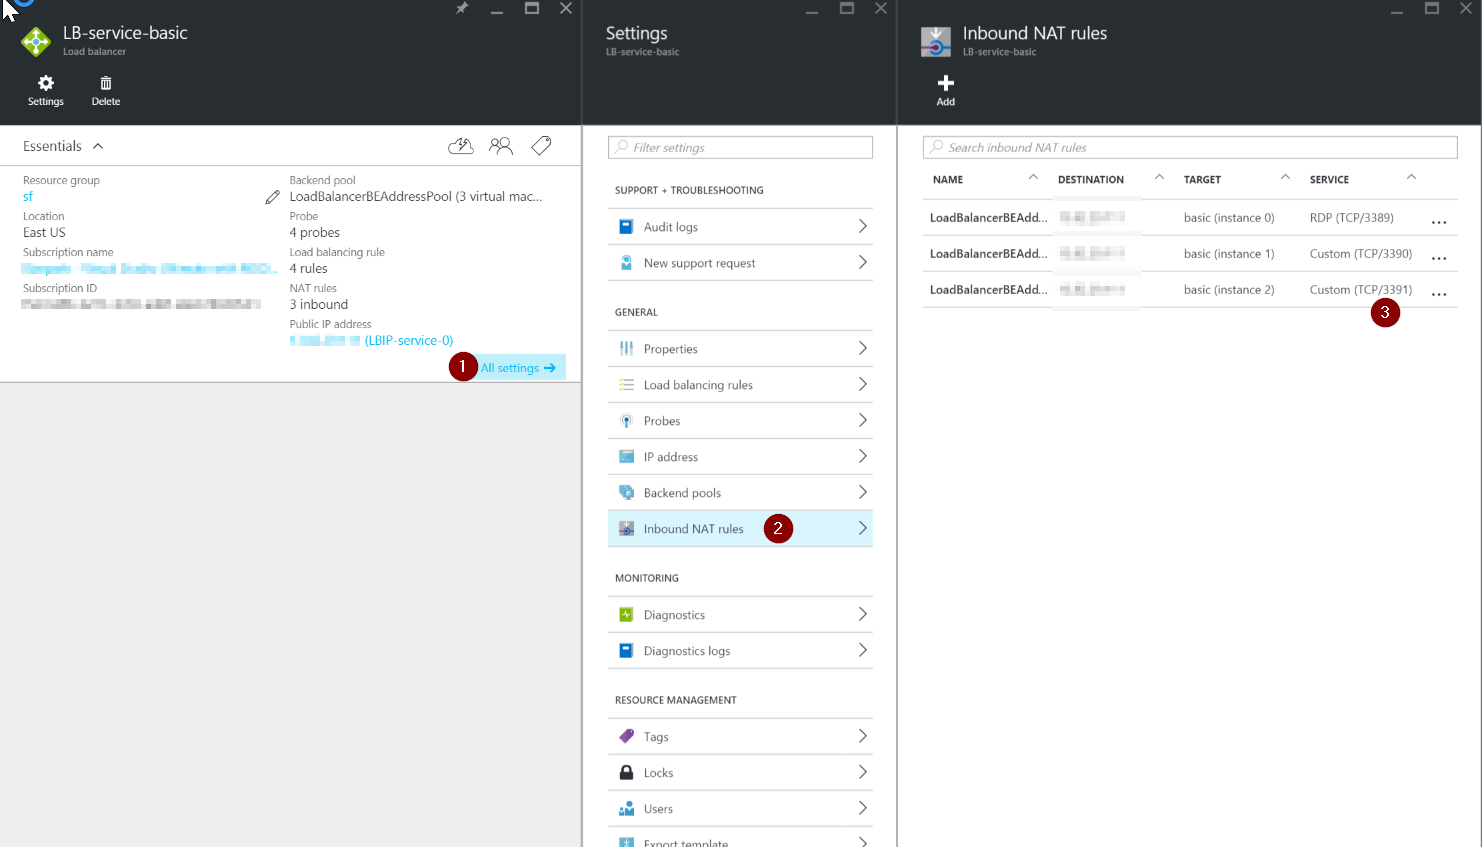 LB-service-basic
Load balancer
Settings
Delete
Essentials
Resource group
sf
Location
East US
Subscription name
Subscription ID
Backend pool
LoadBalancerBEAddressPool (3 virtual mac...
Probe
4 probes
Load balancing rule
4 rules
NAT rules
3 inbound
Public IP address
(LBIP-service-0)
1
All settings
Settings
LB-service-basic
Filter settings
SUPPORT + TROUBLESHOOTING
Audit logs
New support request
GENERAL
Properties
Load balancing rules
Probes
IP address
Backend pools
Inbound NAT rules
2
MONITORING
Diagnostics
Diagnostics logs
RESOURCE MANAGEMENT
Tags
Locks
Users
Export template
Inbound NAT rules
LB-service-basic
Add
Search inbound NAT rules
NAME DESTINATION TARGET SERVICE
LoadBalancerBEAdd... basic (instance 0) RDP (TCP/3389) ...
LoadBalancerBEAdd... basic (instance 1) Custom (TCP/3390) ...
LoadBalancerBEAdd... basic (instance 2) Custom (TCP/3391) ...
3